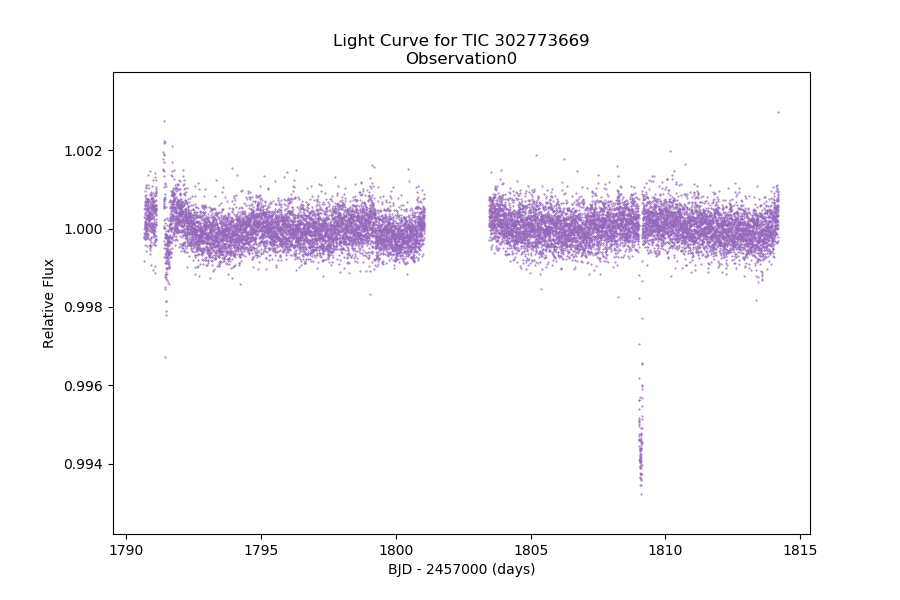 Light Curve for TIC 302773669
Observation0
1.002
1.000
0.998
0.996
0.994
Relative Flux
1790
1795
1800
1805
1810
1815
BJD - 2457000 (days)